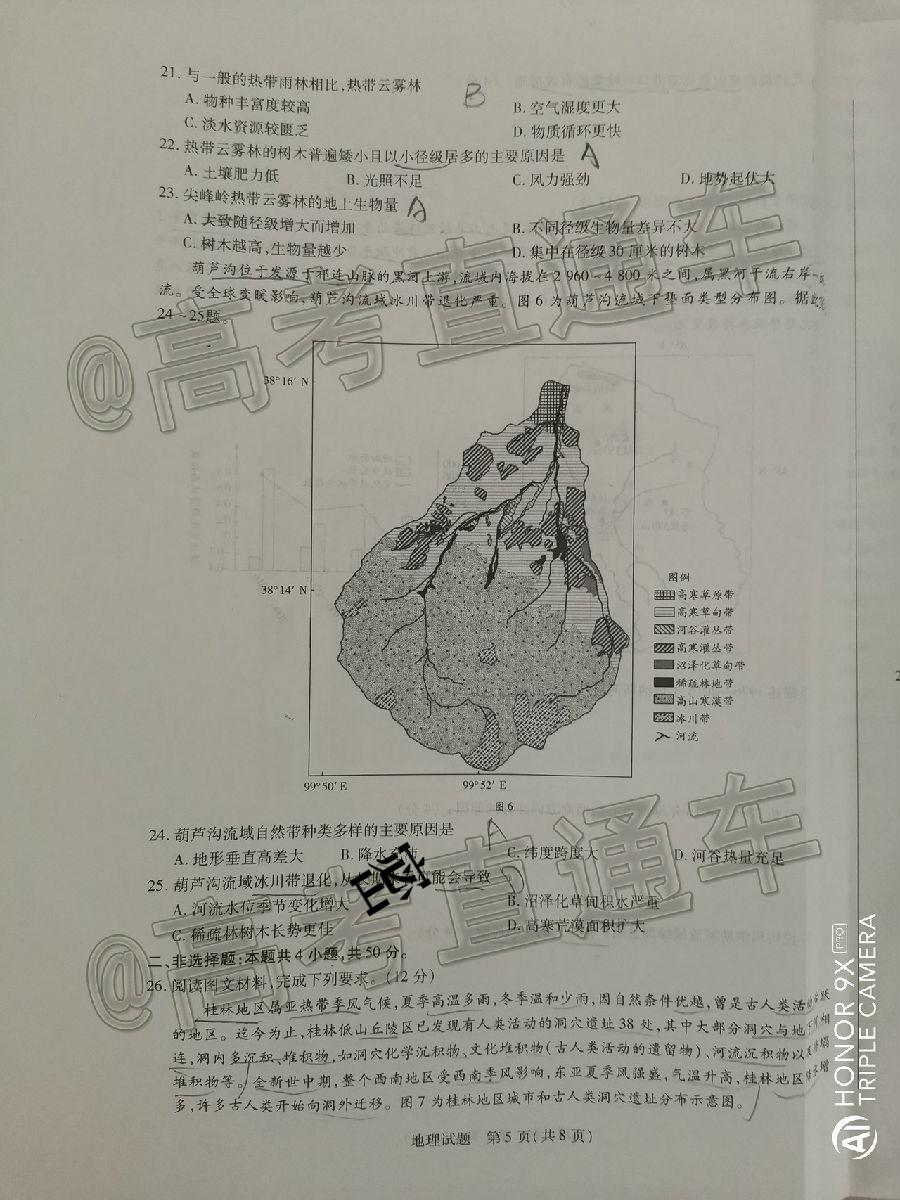 21. 与一般的热带雨林相比,热带云雾林
B
A. 物种丰富度较高 B. 空气湿度更大
C. 淡水资源较匮乏 D. 物质循环更快
22. 热带云雾林的树木普遍矮小且以小径级居多的主要原因是 A
A. 土壤肥力低 B. 光照不足 C. 风力强劲 D. 地势起伏大
23. 尖峰岭热带云雾林的地上生物量
A. 大致随径级增大而增加 B. 不同径级生物量差异不大
C. 树木越高,生物量越少 D. 集中在径级30厘米的树木
葫芦沟位于发源于祁连山脉的黑河上游,流域内海拔在2 960~4 800米之间,属黑河干流右岸一
流。受全球变暖影响,葫芦沟流域冰川带退化严重。图6为葫芦沟流域下垫面类型分布图。据
24~25题。
@高考直通车
38°16′ N
38°14′ N
99°50′ E 99°52′ E
图例
高寒草原带
高寒草甸带
河谷灌丛带
高寒灌丛带
沼泽化草甸带
稀疏林地带
高山寒漠带
冰川带
河流
图6
24. 葫芦沟流域自然带种类多样的主要原因是 A
A. 地形垂直高差大 B. 降水 C. 纬度跨度大 D. 河谷热量充足
25. 葫芦沟流域冰川带退化,从长期来看可能会导致
A. 河流水位季节变化增大 B. 沼泽化草甸积水严重
C. 稀疏林树木长势更佳 D. 高寒荒漠面积扩大
@高考直通车
二、非选择题:本题共4小题,共50分。
26. 阅读图文材料,完成下列要求。(12分)
桂林地区属亚热带季风气候,夏季高温多雨,冬季温和少雨,因自然条件优越,曾是古人类活
的地区。迄今为止,桂林低山丘陵区已发现有人类活动的洞穴遗址38处,其中大部分洞穴与地
连,洞内多沉积、堆积物,如洞穴化学沉积物、文化堆积物(古人类活动的遗留物)、河流沉积物以
堆积物等。全新世中期,整个西南地区受西南季风影响,东亚夏季风强盛,气温升高,桂林地区
多,许多古人类开始向洞外迁移。图7为桂林地区城市和古人类洞穴遗址分布示意图。
地理试题 第5页(共8页)
HONOR 9X PRO
AI TRIPLE CAMERA